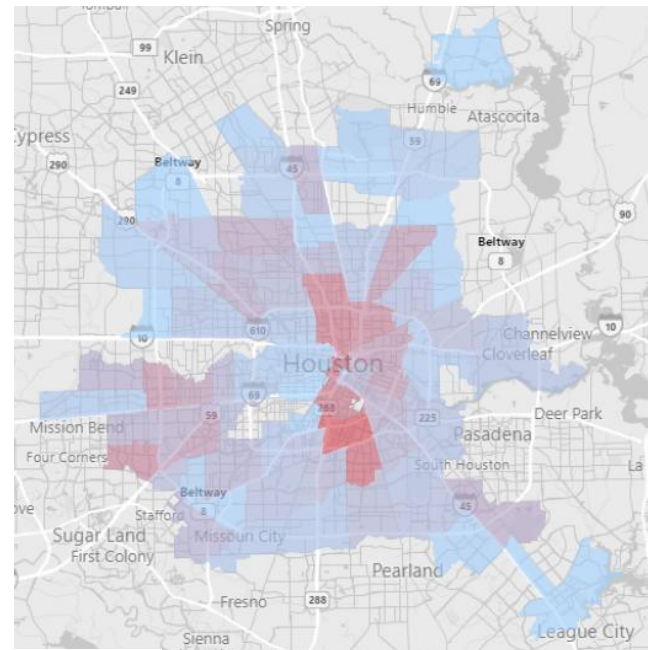 Spring
99
Klein
69
249
Humble
Atascocita
Cypress
59
290
Beltway
8
45
90
290
Beltway
8
610
10
Channelview
10
Houston
Cloverleaf
69
288
Deer Park
Mission Bend
59
225
Pasadena
Four Corners
South Houston
La
Beltway
8
45
Stafford
Sugar Land
Missouri City
First Colony
Pearland
Fresno
288
League City
Sienna